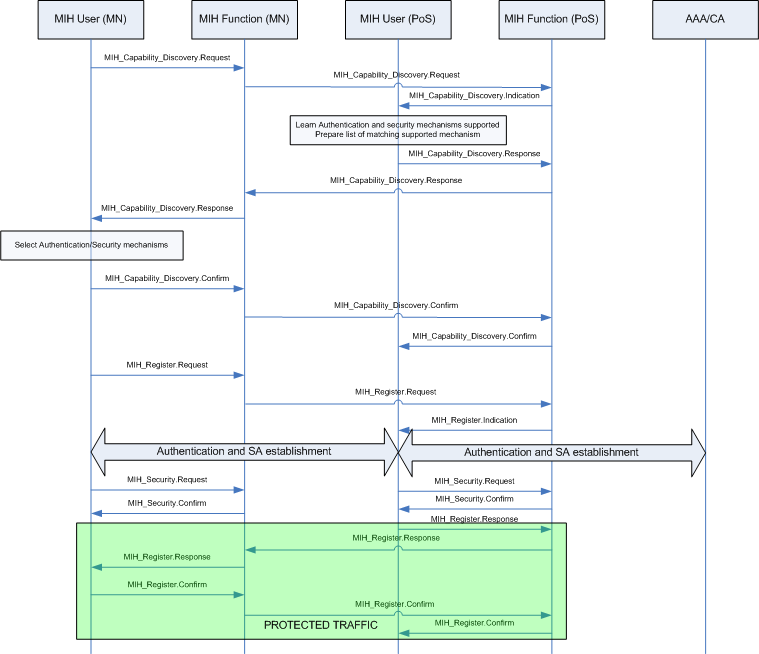 MIH User (MN)
MIH Function (MN)
MIH User (PoS)
MIH Function (PoS)
AAA/CA
MIH_Capability_Discovery.Request
MIH_Capability_Discovery.Request
MIH_Capability_Discovery.Indication
Learn Authentication and security mechanisms supported
Prepare list of matching supported mechanism
MIH_Capability_Discovery.Response
MIH_Capability_Discovery.Response
MIH_Capability_Discovery.Response
Select Authentication/Security mechanisms
MIH_Capability_Discovery.Confirm
MIH_Capability_Discovery.Confirm
MIH_Capability_Discovery.Confirm
MIH_Register.Request
MIH_Register.Request
MIH_Register.Indication
Authentication and SA establishment
Authentication and SA establishment
MIH_Security.Request
MIH_Security.Request
MIH_Security.Confirm
MIH_Security.Confirm
MIH_Register.Response
MIH_Register.Response
MIH_Register.Response
MIH_Register.Confirm
MIH_Register.Confirm
MIH_Register.Confirm
PROTECTED TRAFFIC